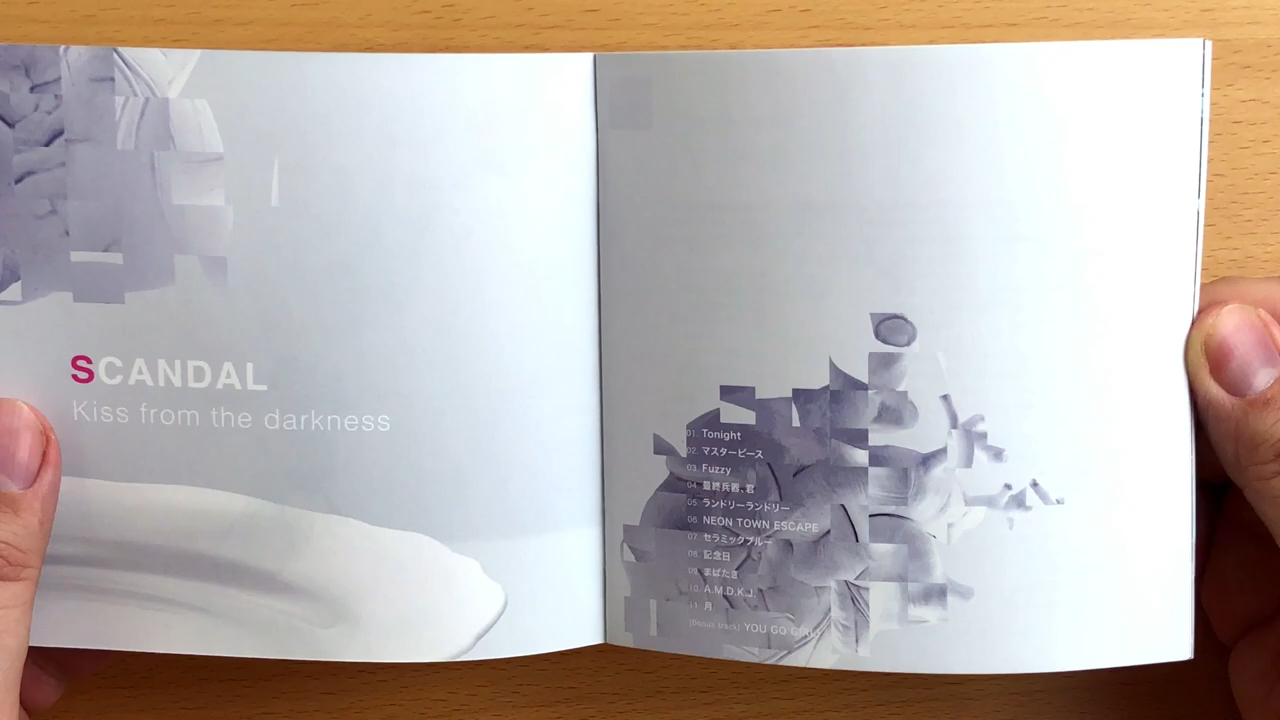 SCANDAL
Kiss from the darkness
01. Tonight
02. マスターピース
03. Fuzzy
04. 最終兵器、君
05. ランドリーランドリー
06. NEON TOWN ESCAPE
07. セラミックブルー
08. 記念日
09. まばたき
10. A.M.D.K.J.
11. 月
[Bonus track] YOU GO GIRL!